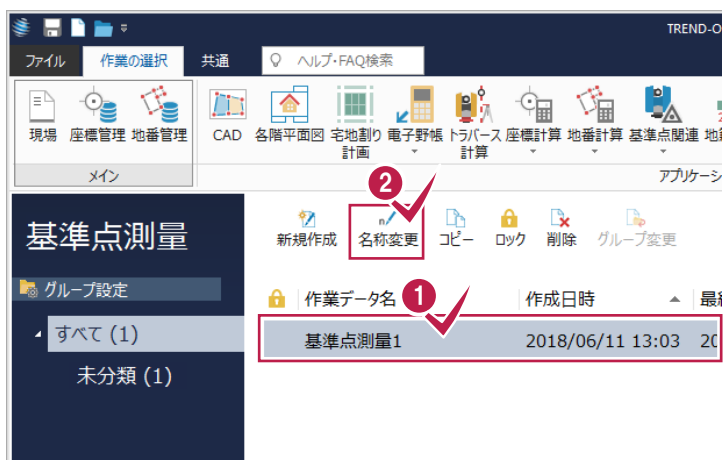 TREND-O
ファイル 作業の選択 共通 ヘルプ・FAQ検索
現場 座標管理 地番管理 CAD 各階平面図 宅地割り計画 電子野帳 トラバース計算 座標計算 地番計算 基準点関連
メイン アプリケーシ
2
基準点測量
新規作成 名称変更 コピー ロック 削除 グループ変更
グループ設定
作業データ名 1 作成日時 最終
すべて (1)
基準点測量1 2018/06/11 13:03 20
未分類 (1)